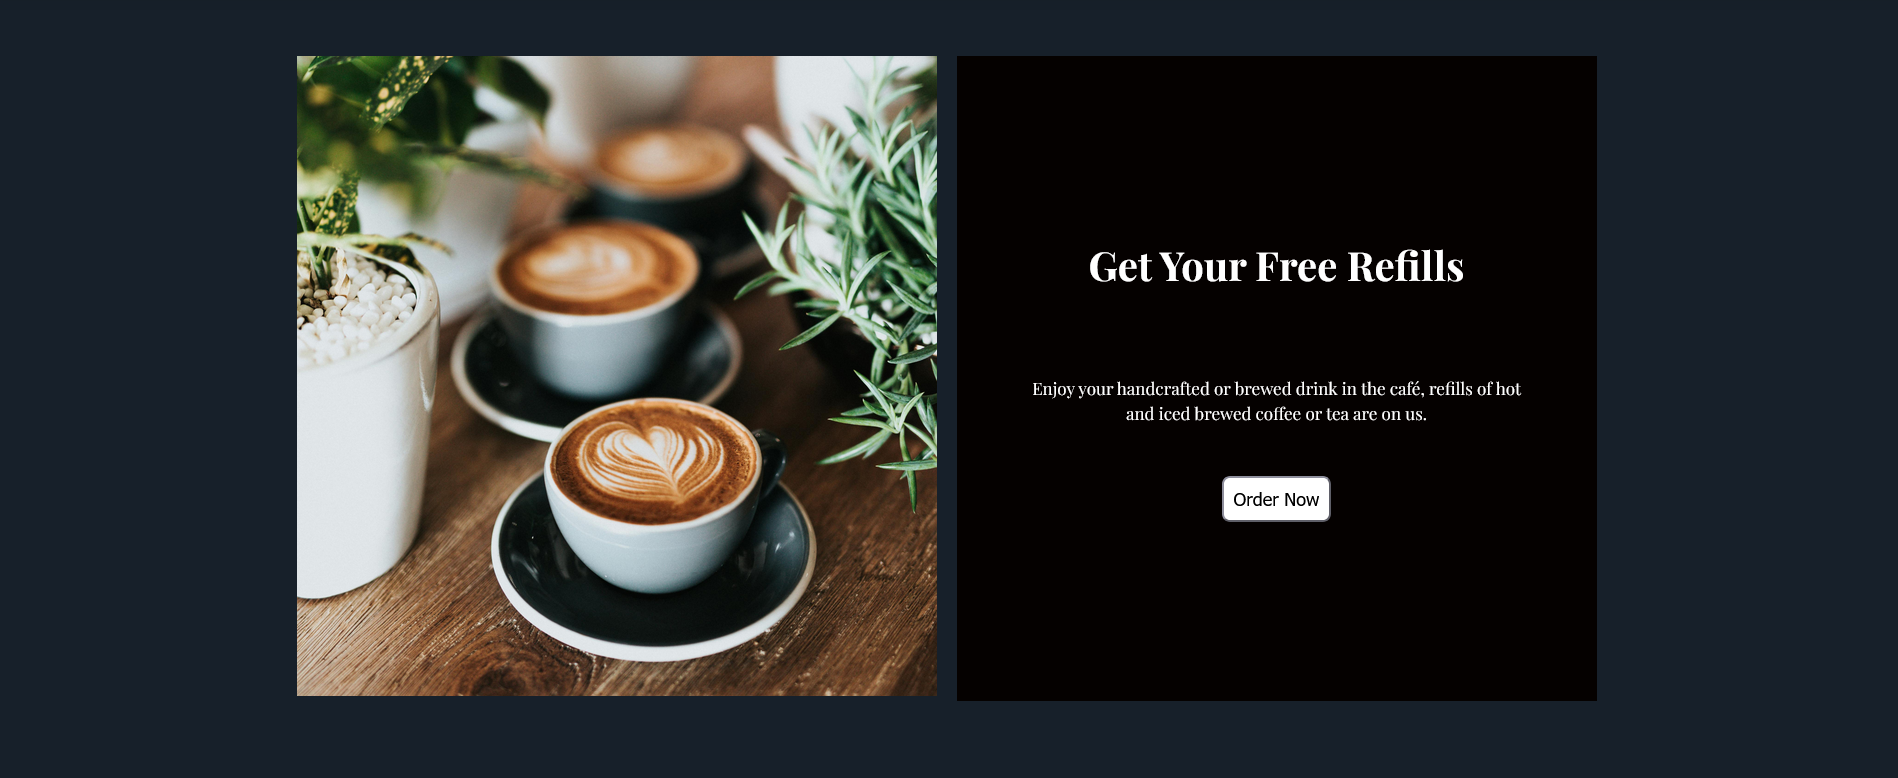 Get Your Free Refills
Enjoy your handcrafted or brewed drink in the café, refills of hot
and iced brewed coffee or tea are on us.
Order Now